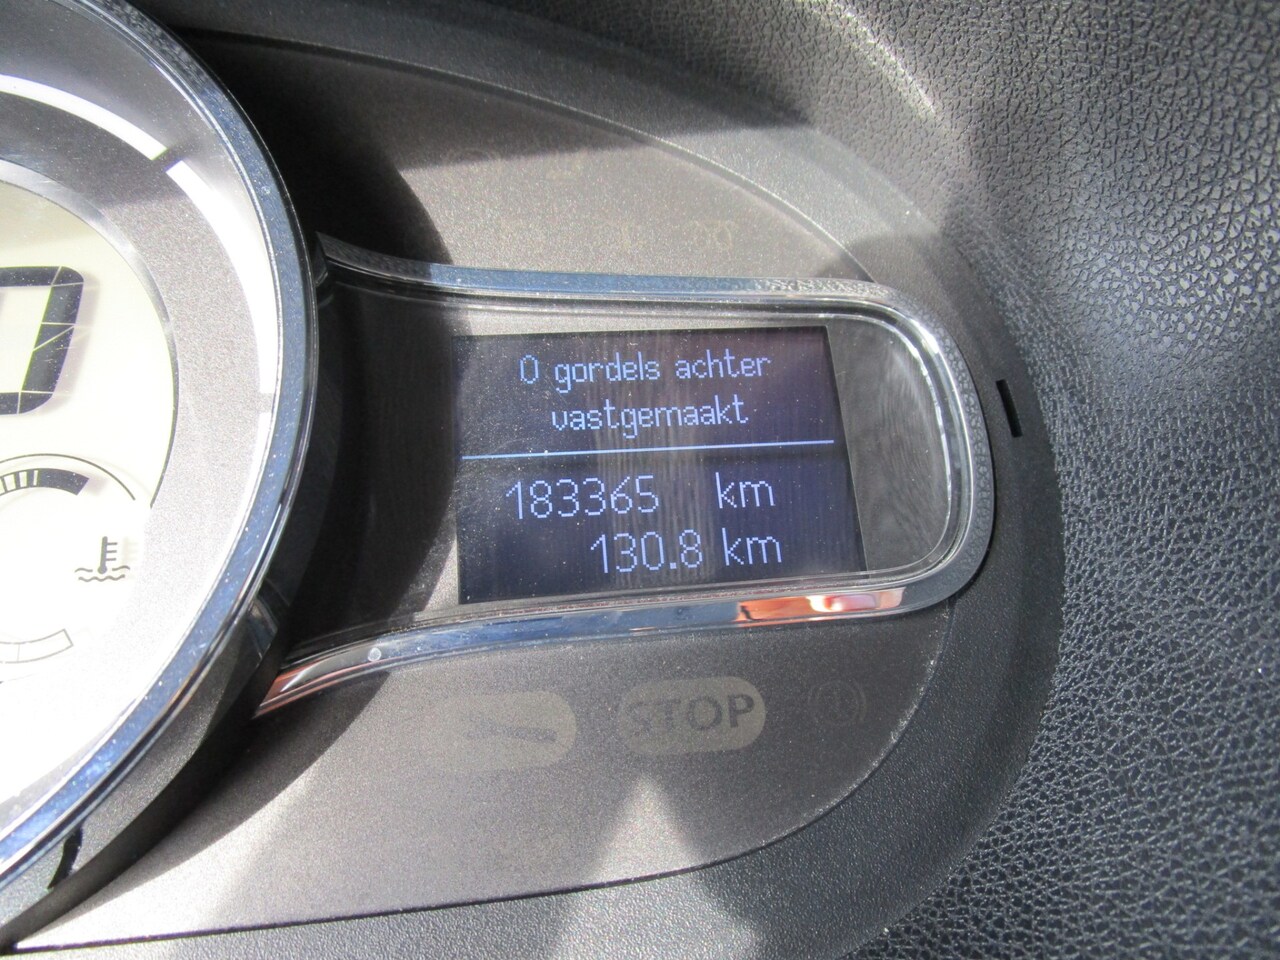 0 gordels achter
vastgemaakt
183365 km
130.8 km
STOP